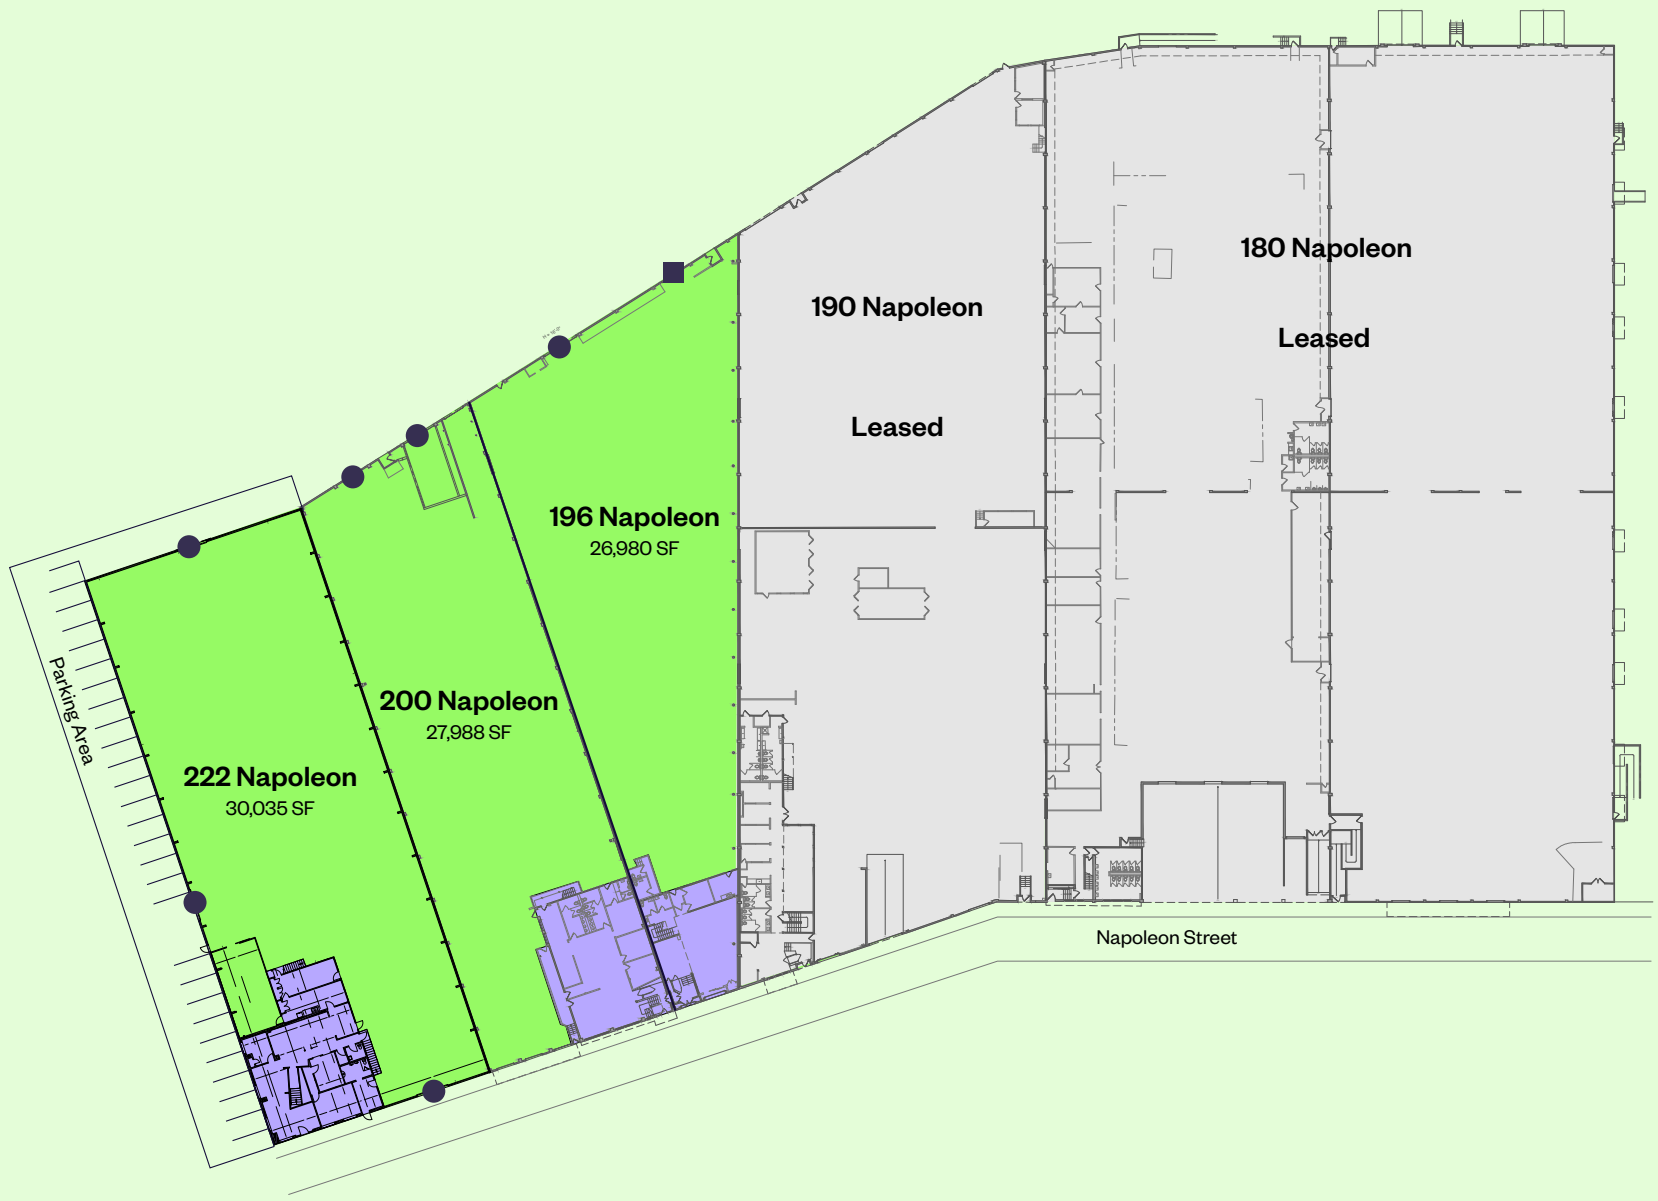 180 Napoleon
Leased
190 Napoleon
Leased
196 Napoleon
26,980 SF
200 Napoleon
27,988 SF
222 Napoleon
30,035 SF
Parking Area
Napoleon Street